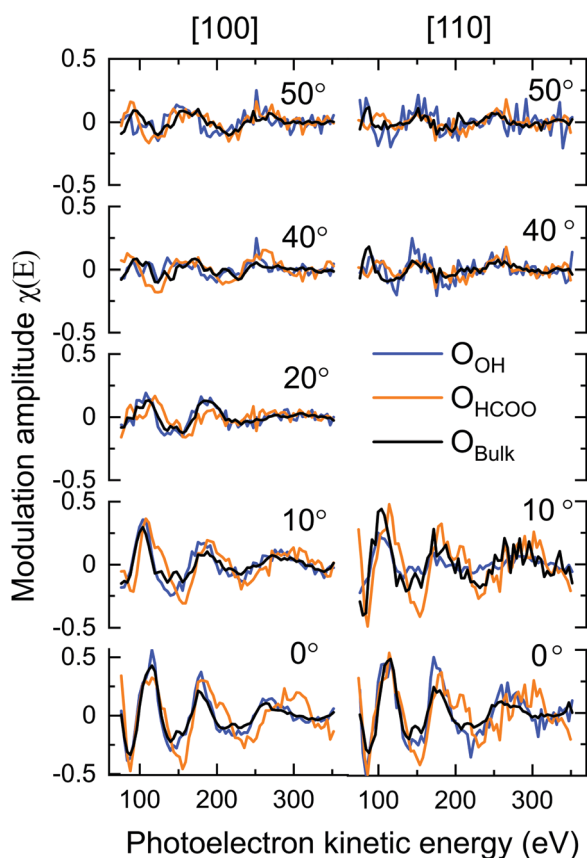 [100] [110]
0.5 50° 50°
0
-0.5
0.5 40° 40°
0
-0.5
0.5 20°
0
-0.5
O_OH
O_HCOO
O_Bulk
0.5 10° 10°
0
-0.5
0.5 0° 0°
0
-0.5
100 200 300 100 200 300
Photoelectron kinetic energy (eV)
Modulation amplitude χ(E)